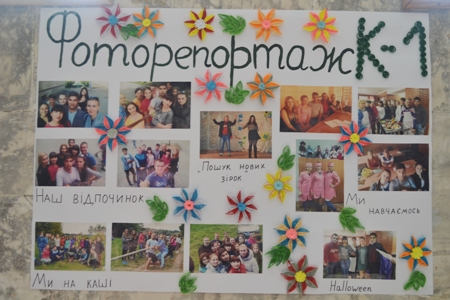 Фоторепортаж К-1
Пошук нових
зірок
Наш відпочинок
Ми
навчаємось
Ми на каші
Halloween